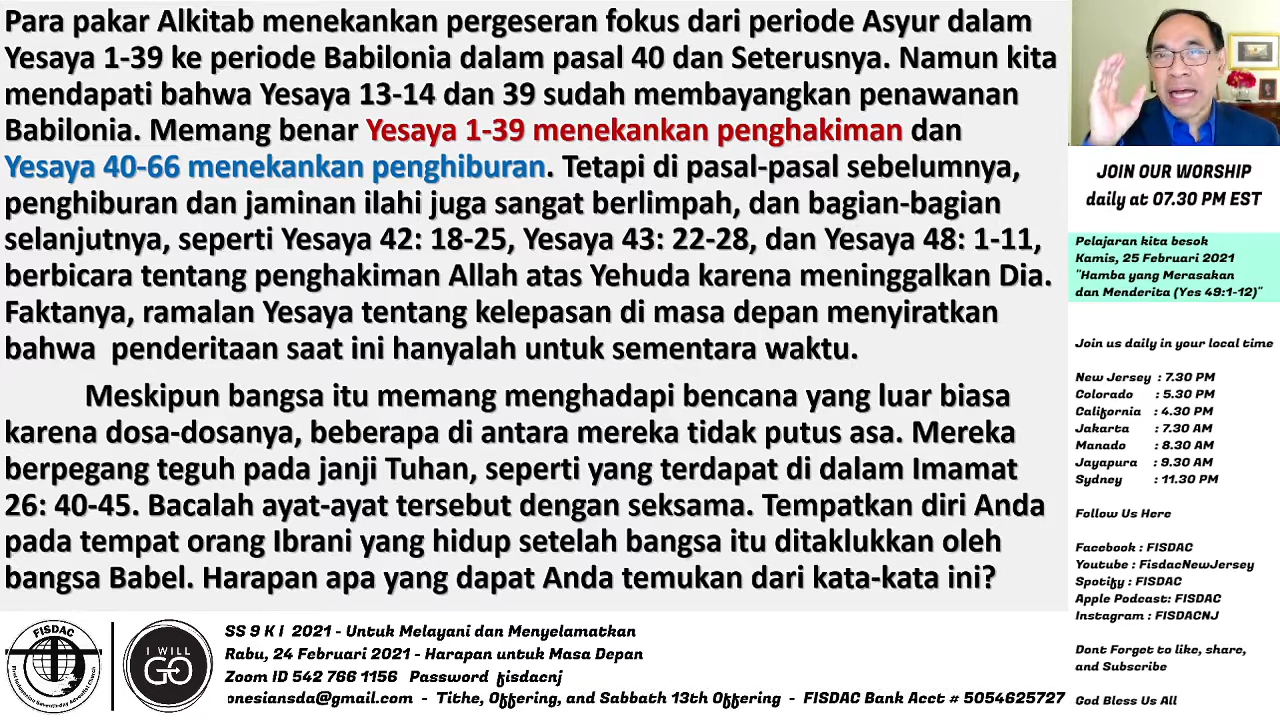 Para pakar Alkitab menekankan pergeseran fokus dari periode Asyur dalam
Yesaya 1-39 ke periode Babilonia dalam pasal 40 dan Seterusnya. Namun kita
mendapati bahwa Yesaya 13-14 dan 39 sudah membayangkan penawanan
Babilonia. Memang benar Yesaya 1-39 menekankan penghakiman dan
Yesaya 40-66 menekankan penghiburan. Tetapi di pasal-pasal sebelumnya,
penghiburan dan jaminan ilahi juga sangat berlimpah, dan bagian-bagian
selanjutnya, seperti Yesaya 42: 18-25, Yesaya 43: 22-28, dan Yesaya 48: 1-11,
berbicara tentang penghakiman Allah atas Yehuda karena meninggalkan Dia.
Faktanya, ramalan Yesaya tentang kelepasan di masa depan menyiratkan
bahwa penderitaan saat ini hanyalah untuk sementara waktu.
Meskipun bangsa itu memang menghadapi bencana yang luar biasa
karena dosa-dosanya, beberapa di antara mereka tidak putus asa. Mereka
berpegang teguh pada janji Tuhan, seperti yang terdapat di dalam Imamat
26: 40-45. Bacalah ayat-ayat tersebut dengan seksama. Tempatkan diri Anda
pada tempat orang Ibrani yang hidup setelah bangsa itu ditaklukkan oleh
bangsa Babel. Harapan apa yang dapat Anda temukan dari kata-kata ini?
JOIN OUR WORSHIP
daily at 07.30 PM EST
Pelajaran kita besok
Kamis, 25 Februari 2021
"Hamba yang Merasakan
dan Menderita (Yes 49:1-12)"
Join us daily in your local time
New Jersey : 7.30 PM
Colorado : 5.30 PM
California : 4.30 PM
Jakarta : 7.30 AM
Manado : 8.30 AM
Jayapura : 9.30 AM
Sydney : 11.30 PM
Follow Us Here
Facebook : FISDAC
Youtube : FisdacNewJersey
Spotify : FISDAC
Apple Podcast: FISDAC
Instagram : FISDACNJ
Dont Forget to like, share,
and Subscribe
God Bless Us All
FISDAC
First Indonesian Seventh-day Adventist Church
I WILL
GO
SS 9 K I 2021 - Untuk Melayani dan Menyelamatkan
Rabu, 24 Februari 2021 - Harapan untuk Masa Depan
Zoom ID 542 766 1156 Password fisdacnj
onesiansda@gmail.com - Tithe, Offering, and Sabbath 13th Offering - FISDAC Bank Acct # 5054625727